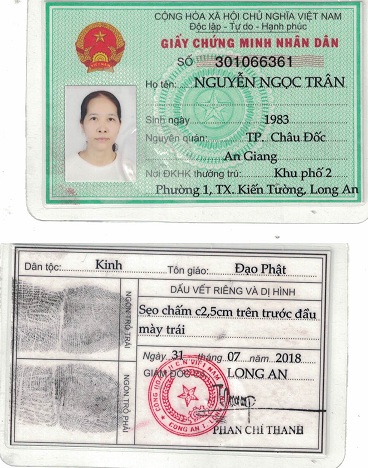 CỘNG HÒA XÃ HỘI CHỦ NGHĨA VIỆT NAM
Độc lập - Tự do - Hạnh phúc
GIẤY CHỨNG MINH NHÂN DÂN
SỐ 301066361
Họ tên: NGUYỄN NGỌC TRÂN
Sinh ngày 1983
Nguyên quán: TP. Châu Đốc
An Giang
Nơi ĐKHK thường trú: Khu phố 2
Phường 1, TX. Kiến Tường, Long An
Dân tộc: Kinh Tôn giáo: Đạo Phật
NGÓN TRỎ TRÁI
DẤU VẾT RIÊNG VÀ DỊ HÌNH
Sẹo chấm c2,5cm trên trước đầu
mày trái
Ngày 31 tháng 07 năm 2018
GIÁM ĐỐC CA LONG AN
NGÓN TRỎ PHẢI
PHAN CHÍ THANH